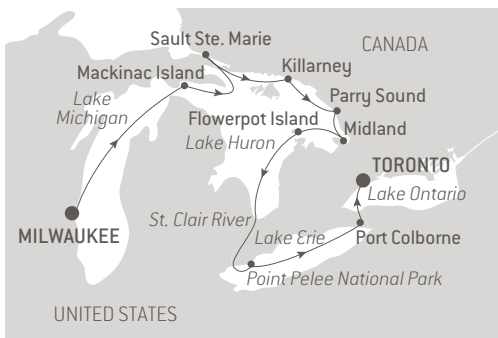 Sault Ste. Marie
CANADA
Killarney
Mackinac Island
Lake
Michigan
Parry Sound
Flowerpot Island
Midland
Lake Huron
TORONTO
Lake Ontario
St. Clair River
MILWAUKEE
Lake Erie
Port Colborne
Point Pelee National Park
UNITED STATES